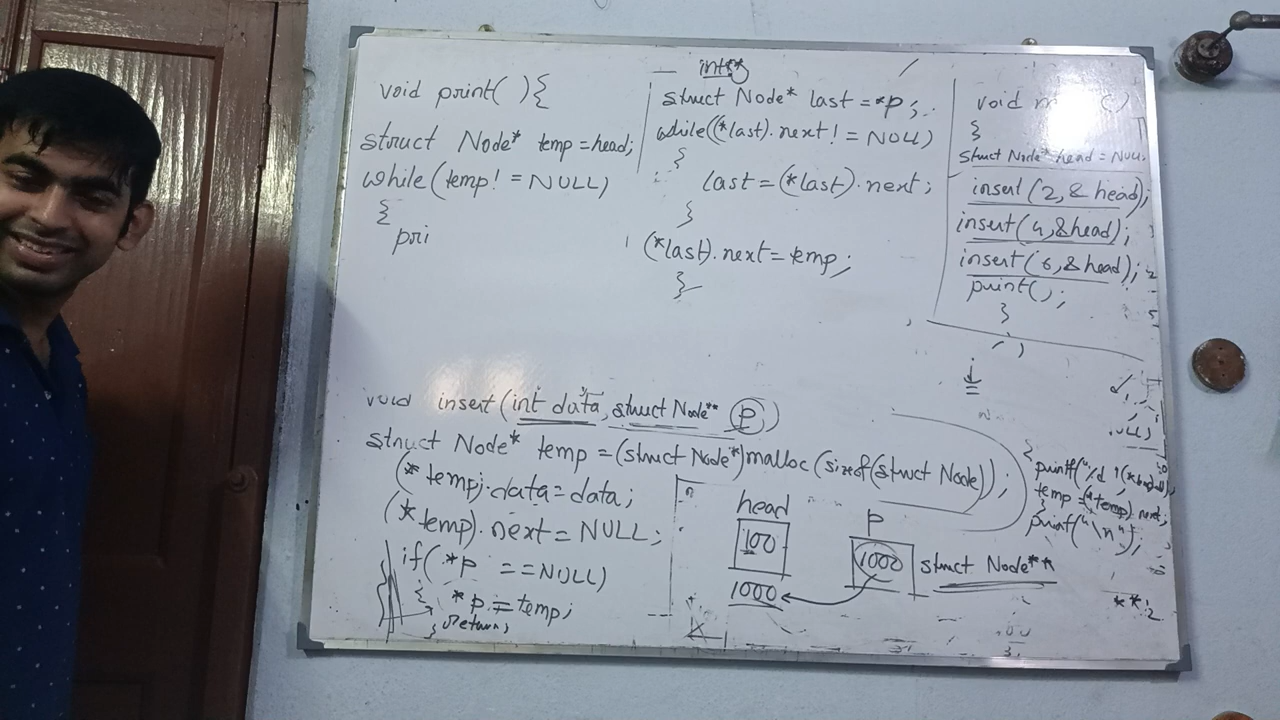 void print( ){
struct Node* temp=head;
while(temp!=NULL)
{
pri
int**
struct Node* last=*p;
while((*last).next!=NULL)
{
last=(*last).next;
}
(*last).next=temp;
}
void
{
struct Node* head=NULL
insert(2,&head);
insert(4,&head);
insert(6,&head);
print();
}
void insert(int data, struct Node** P)
struct Node* temp=(struct Node*)malloc(sizeof(struct Node));
(*temp).data=data;
(*temp).next=NULL;
if(*p ==NULL)
{
*p=temp;
return;
}
head
100
1000
P
1000
struct Node**
{
printf("%d
temp=(*temp).next;
}
printf("\n");
**
2